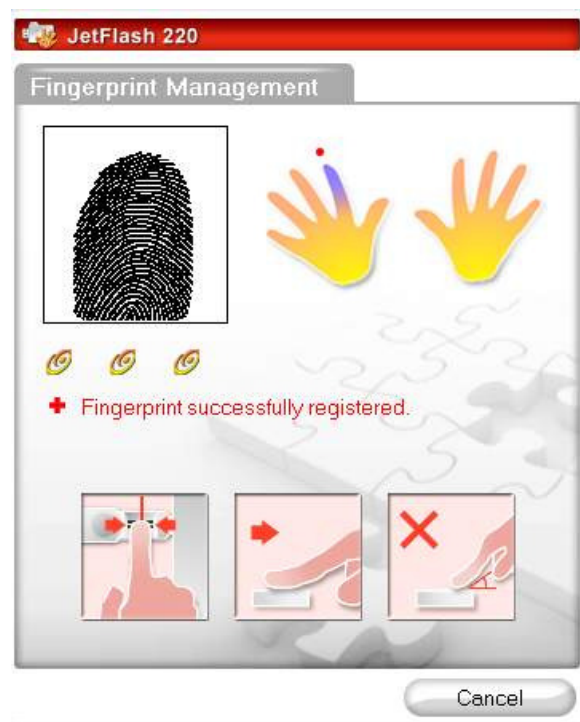 JetFlash 220
Fingerprint Management
Fingerprint successfully registered.
Cancel